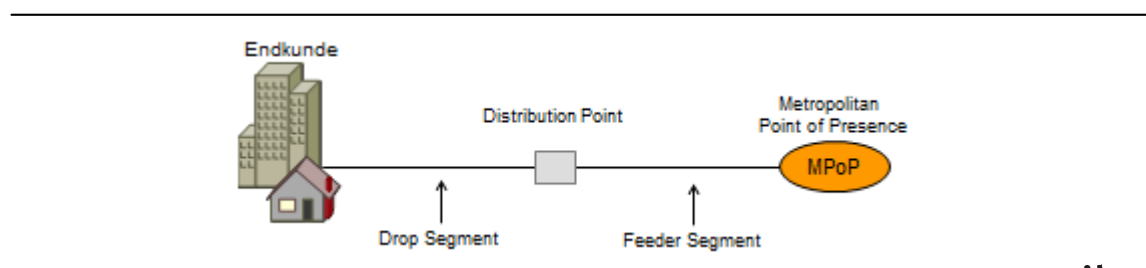 Endkunde
Distribution Point
Metropolitan
Point of Presence
MPoP
Drop Segment
Feeder Segment